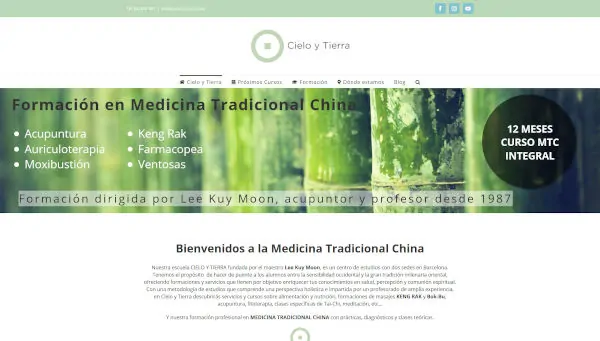 Cielo y Tierra
Cielo y Tierra Próximos Cursos Formación Dónde estamos Blog
Formación en Medicina Tradicional China
Acupuntura
Auriculoterapia
Moxibustión
Keng Rak
Farmacopea
Ventosas
12 MESES
CURSO MTC
INTEGRAL
Formación dirigida por Lee Kuy Moon, acupuntor y profesor desde 1987
Bienvenidos a la Medicina Tradicional China
Nuestra escuela CIELO Y TIERRA fundada por el maestro Lee Kuy Moon, es un centro de estudios con dos sedes en Barcelona.
Tenemos el propósito de hacer de puente a los alumnos entre la sensibilidad occidental y la gran tradición milenaria oriental,
ofreciendo formaciones y servicios que tienen por objetivo enriquecer tus conocimientos en salud, percepción y comunión espiritual.
Con una metodología de estudios que comprende una perspectiva holística e impartida por un profesorado de amplia experiencia.
en Cielo y Tierra descubrirás servicios y cursos sobre alimentación y nutrición, formaciones de masajes KENG RAK y Bok-Bu,
acupuntura, fitoterapia, clases específicas de Tai-Chi, meditación, etc...
Y nuestra formación profesional en MEDICINA TRADICIONAL CHINA con prácticas, diagnósticos y clases teóricas.